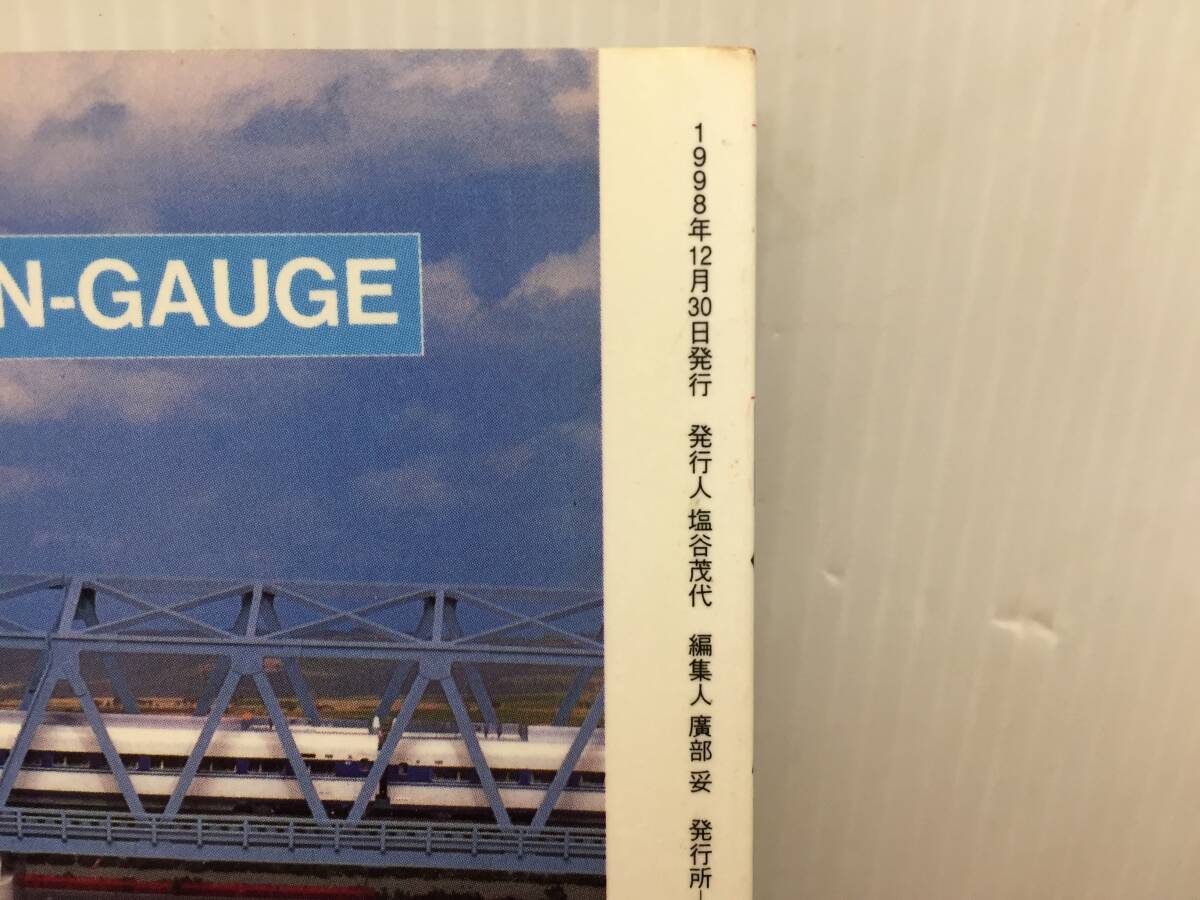 N-GAUGE
1998年12月30日発行 発行人 塩谷茂代 編集人 廣部 妥 発行所